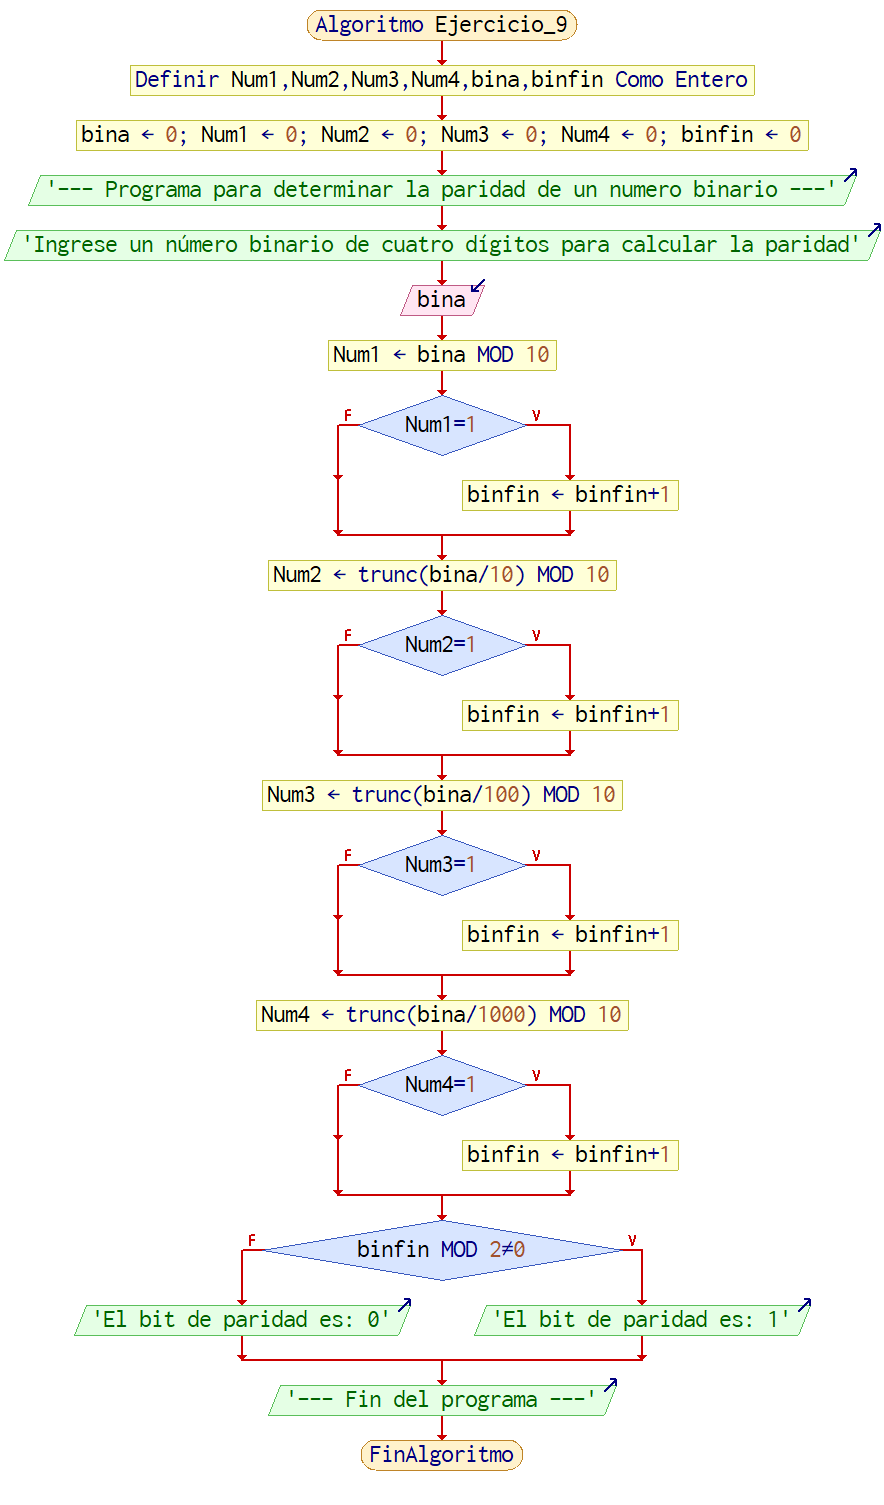 Algoritmo Ejercicio_9
Definir Num1,Num2,Num3,Num4,bina,binfin Como Entero
bina ← 0; Num1 ← 0; Num2 ← 0; Num3 ← 0; Num4 ← 0; binfin ← 0
'--- Programa para determinar la paridad de un numero binario ---'
'Ingrese un número binario de cuatro dígitos para calcular la paridad'
bina
Num1 ← bina MOD 10
F
Num1=1
V
binfin ← binfin+1
Num2 ← trunc(bina/10) MOD 10
F
Num2=1
V
binfin ← binfin+1
Num3 ← trunc(bina/100) MOD 10
F
Num3=1
V
binfin ← binfin+1
Num4 ← trunc(bina/1000) MOD 10
F
Num4=1
V
binfin ← binfin+1
F
binfin MOD 2≠0
V
'El bit de paridad es: 0'
'El bit de paridad es: 1'
'--- Fin del programa ---'
FinAlgoritmo